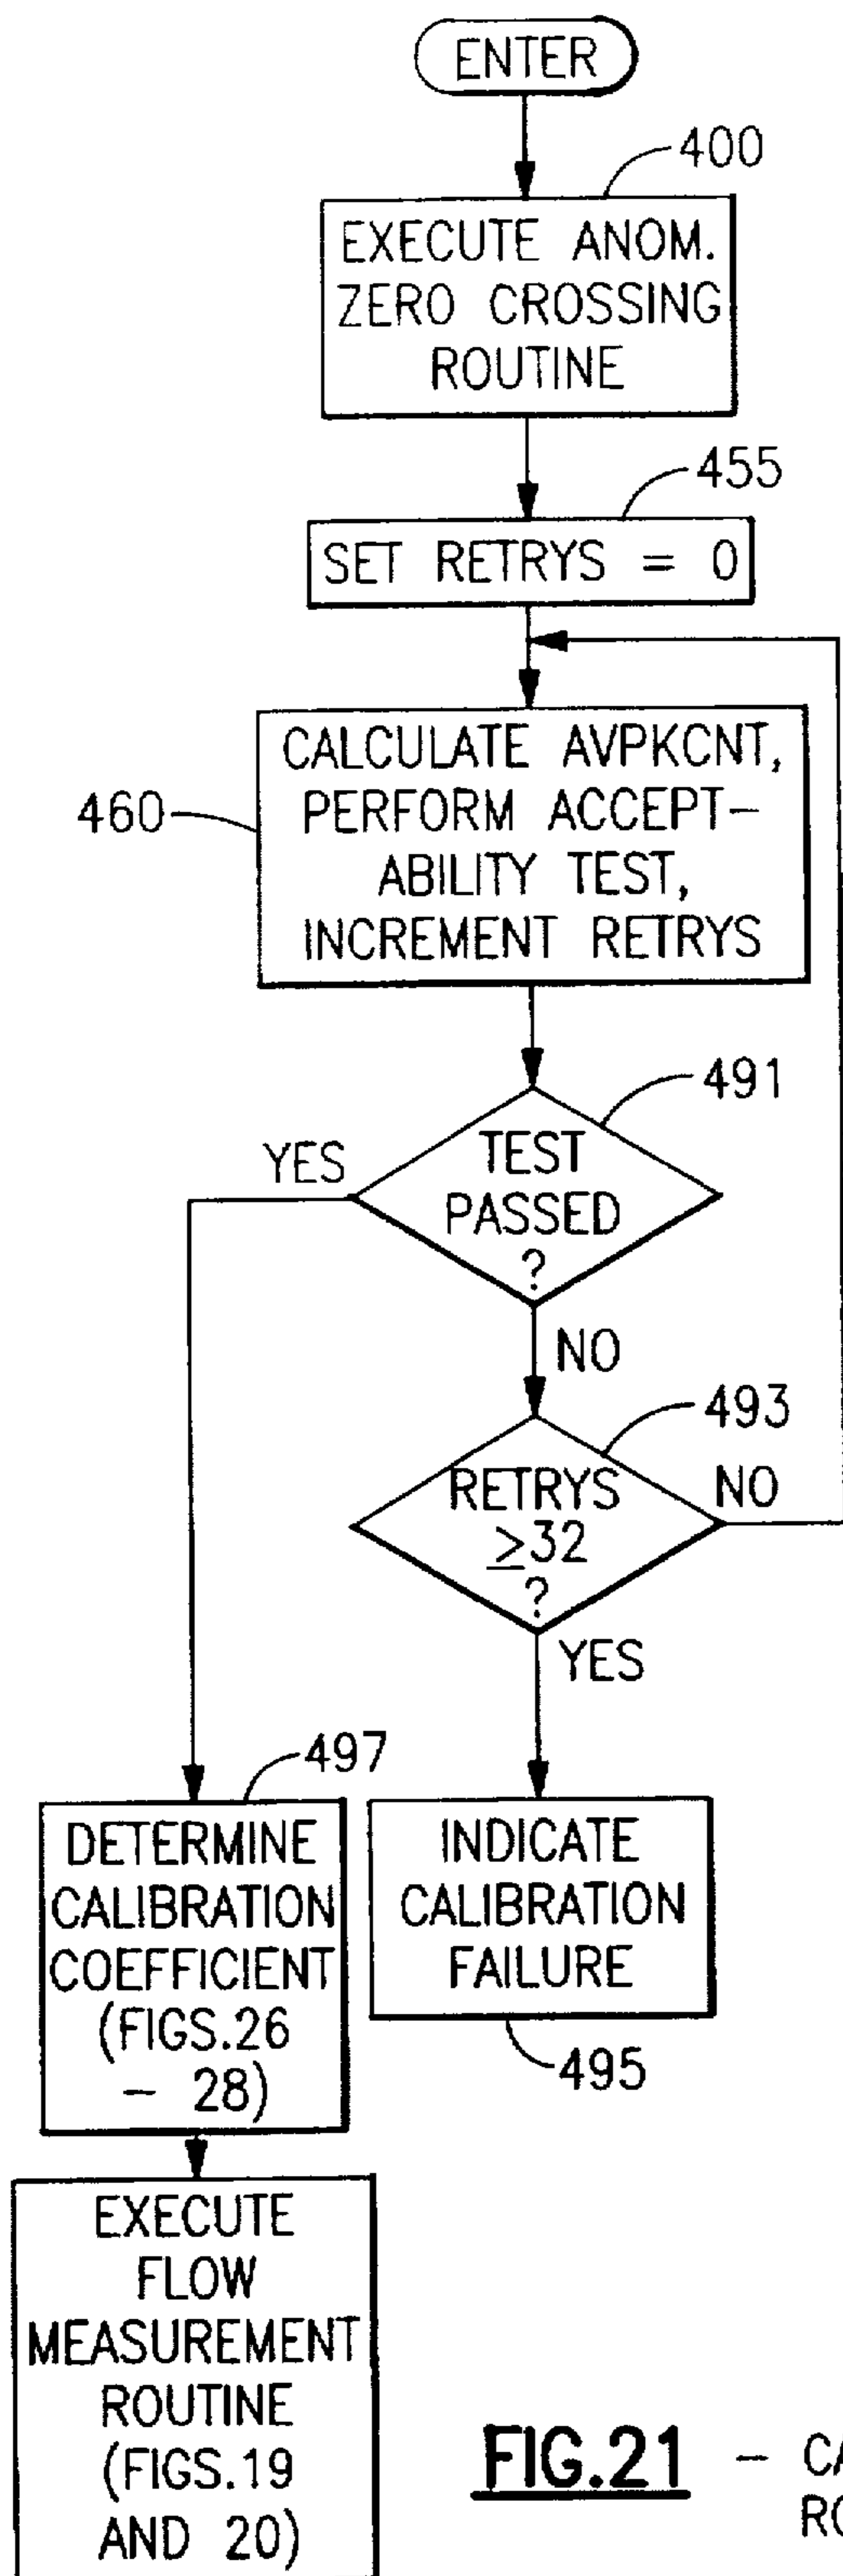 ENTER
400
EXECUTE ANOM.
ZERO CROSSING
ROUTINE
455
SET RETRYS = 0
CALCULATE AVPKCNT,
PERFORM ACCEPT-
ABILITY TEST,
INCREMENT RETRYS
460
491
TEST
PASSED
?
YES
NO
493
RETRYS
≥32
?
NO
YES
497
DETERMINE
CALIBRATION
COEFFICIENT
(FIGS.26
- 28)
INDICATE
CALIBRATION
FAILURE
495
EXECUTE
FLOW
MEASUREMENT
ROUTINE
(FIGS.19
AND 20)
FIG.21 -